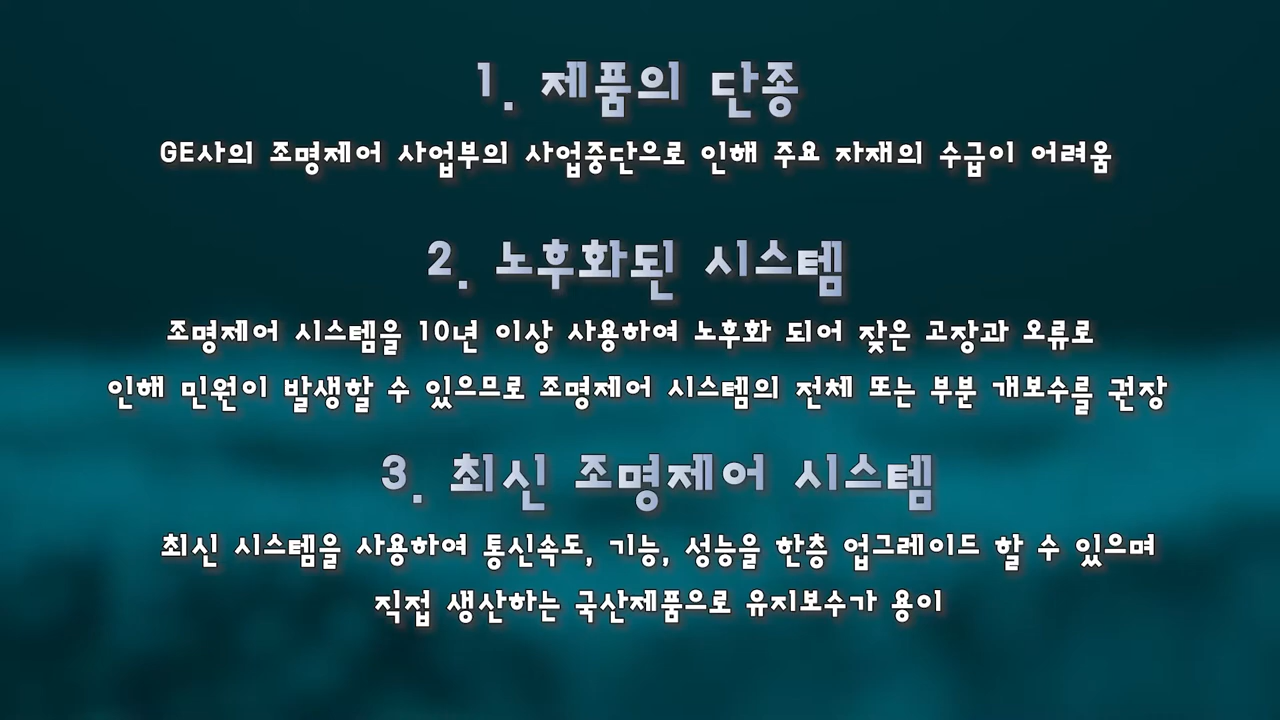 1. 제품의 단종
GE사의 조명제어 사업부의 사업중단으로 인해 주요 자재의 수급이 어려움
2. 노후화된 시스템
조명제어 시스템을 10년 이상 사용하여 노후화 되어 잦은 고장과 오류로
인해 민원이 발생할 수 있으므로 조명제어 시스템의 전체 또는 부분 개보수를 권장
3. 최신 조명제어 시스템
최신 시스템을 사용하여 통신속도, 기능, 성능을 한층 업그레이드 할 수 있으며
직접 생산하는 국산제품으로 유지보수가 용이